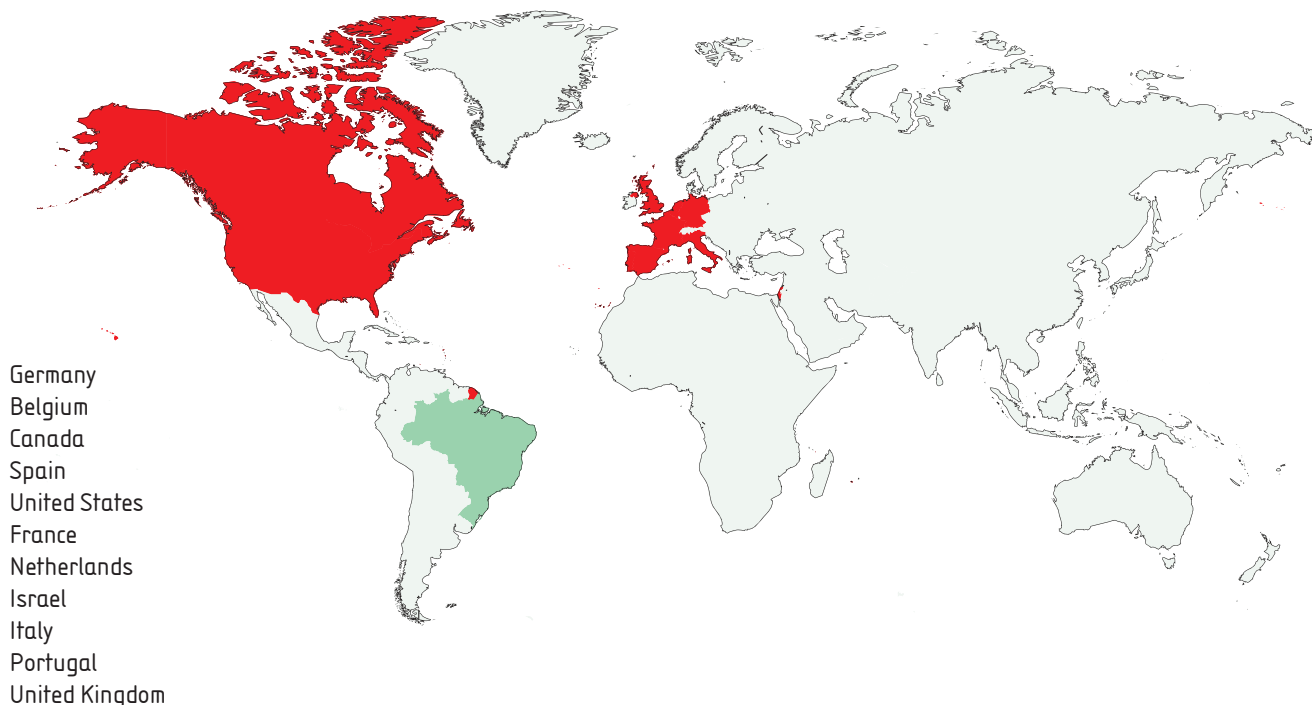 Germany
Belgium
Canada
Spain
United States
France
Netherlands
Israel
Italy
Portugal
United Kingdom